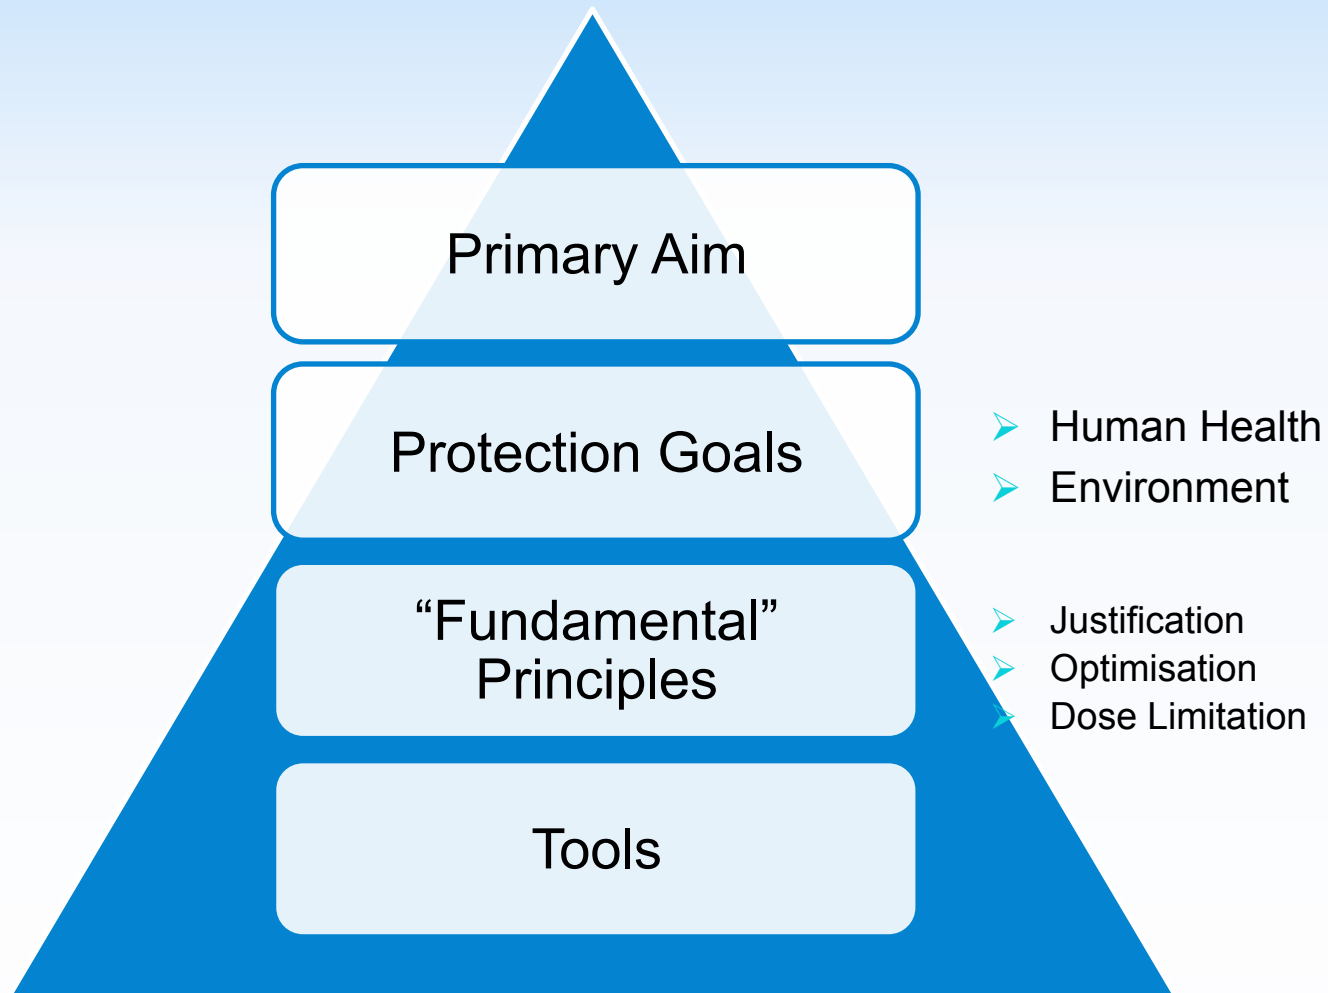 Primary Aim
Protection Goals
➢ Human Health
➢ Environment
“Fundamental”
Principles
➢ Justification
➢ Optimisation
➢ Dose Limitation
Tools